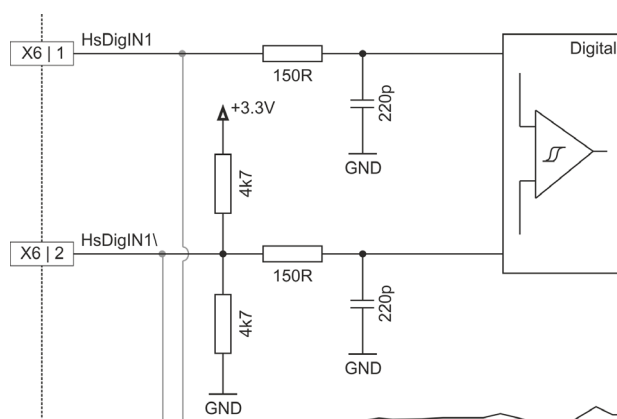 X6 | 1
HsDigIN1
150R
220p
GND
Digital
+3.3V
4k7
X6 | 2
HsDigIN1\
150R
220p
GND
4k7
GND